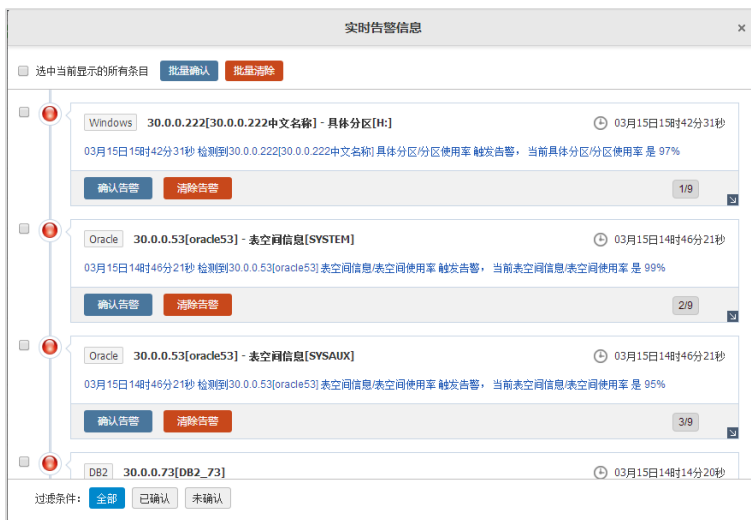 实时告警信息 ×
选中当前显示的所有条目 批量确认 批量清除
Windows 30.0.0.222[30.0.0.222中文名称] - 具体分区[H:] 03月15日15时42分31秒
03月15日15时42分31秒 检测到30.0.0.222[30.0.0.222中文名称] 具体分区/分区使用率 触发告警， 当前具体分区/分区使用率 是 97%
确认告警 清除告警 1/9
Oracle 30.0.0.53[oracle53] - 表空间信息[SYSTEM] 03月15日14时46分21秒
03月15日14时46分21秒 检测到30.0.0.53[oracle53] 表空间信息/表空间使用率 触发告警， 当前表空间信息/表空间使用率 是 99%
确认告警 清除告警 2/9
Oracle 30.0.0.53[oracle53] - 表空间信息[SYSAUX] 03月15日14时46分21秒
03月15日14时46分21秒 检测到30.0.0.53[oracle53] 表空间信息/表空间使用率 触发告警， 当前表空间信息/表空间使用率 是 95%
确认告警 清除告警 3/9
DB2 30.0.0.73[DB2_73] 03月15日14时14分20秒
过滤条件： 全部 已确认 未确认